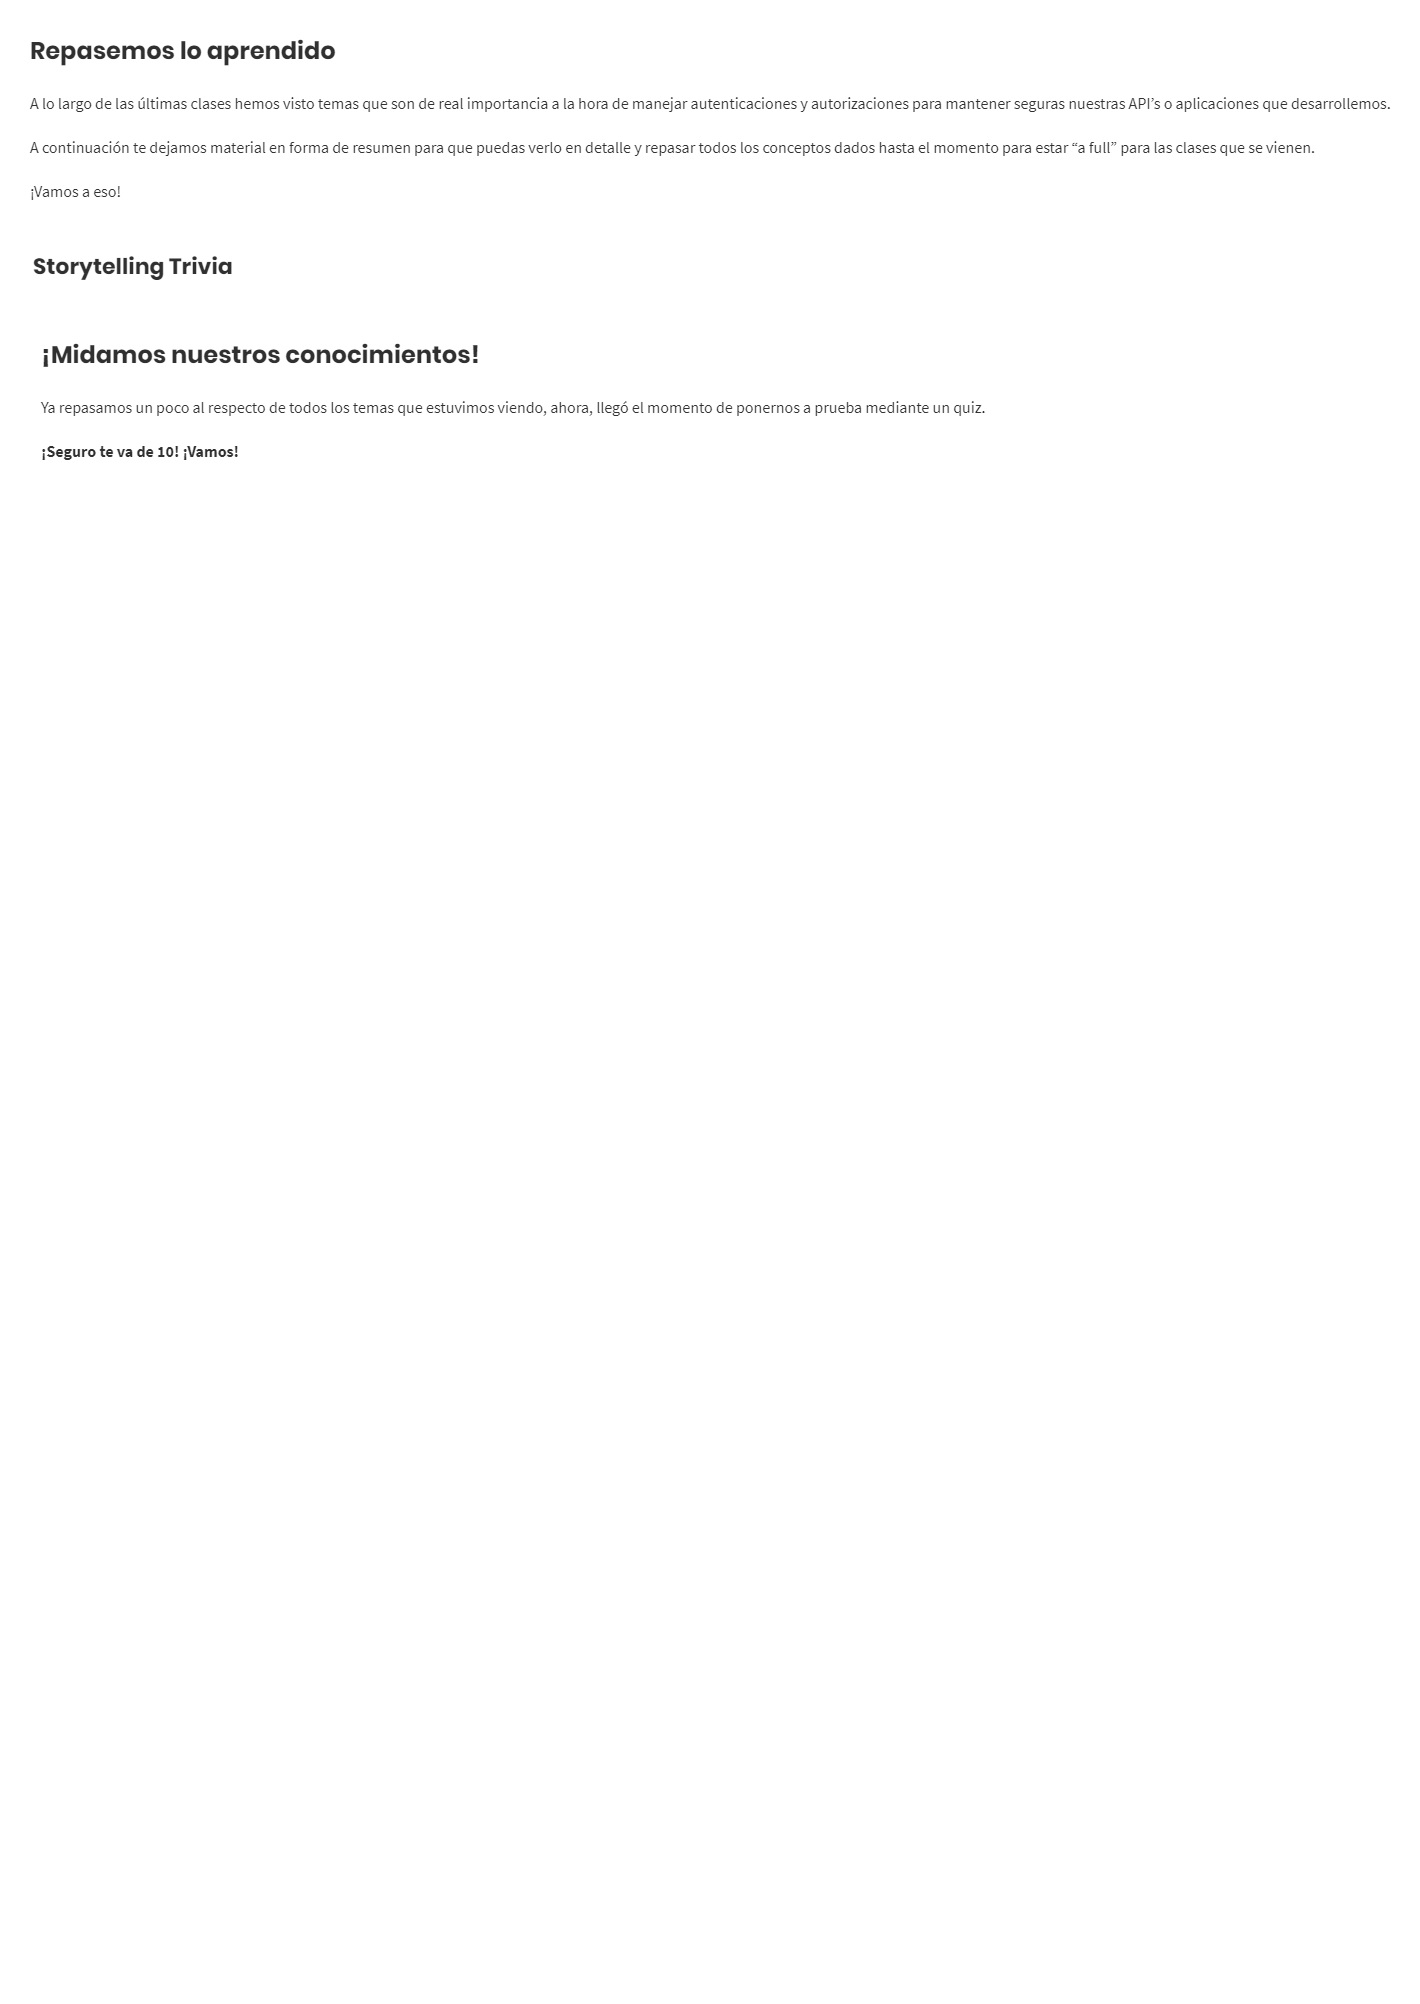 Repasemos lo aprendido
A lo largo de las últimas clases hemos visto temas que son de real importancia a la hora de manejar autenticaciones y autorizaciones para mantener seguras nuestras API’s o aplicaciones que desarrollemos.
A continuación te dejamos material en forma de resumen para que puedas verlo en detalle y repasar todos los conceptos dados hasta el momento para estar “a full” para las clases que se vienen.
¡Vamos a eso!
Storytelling Trivia
¡Midamos nuestros conocimientos!
Ya repasamos un poco al respecto de todos los temas que estuvimos viendo, ahora, llegó el momento de ponernos a prueba mediante un quiz.
¡Seguro te va de 10! ¡Vamos!